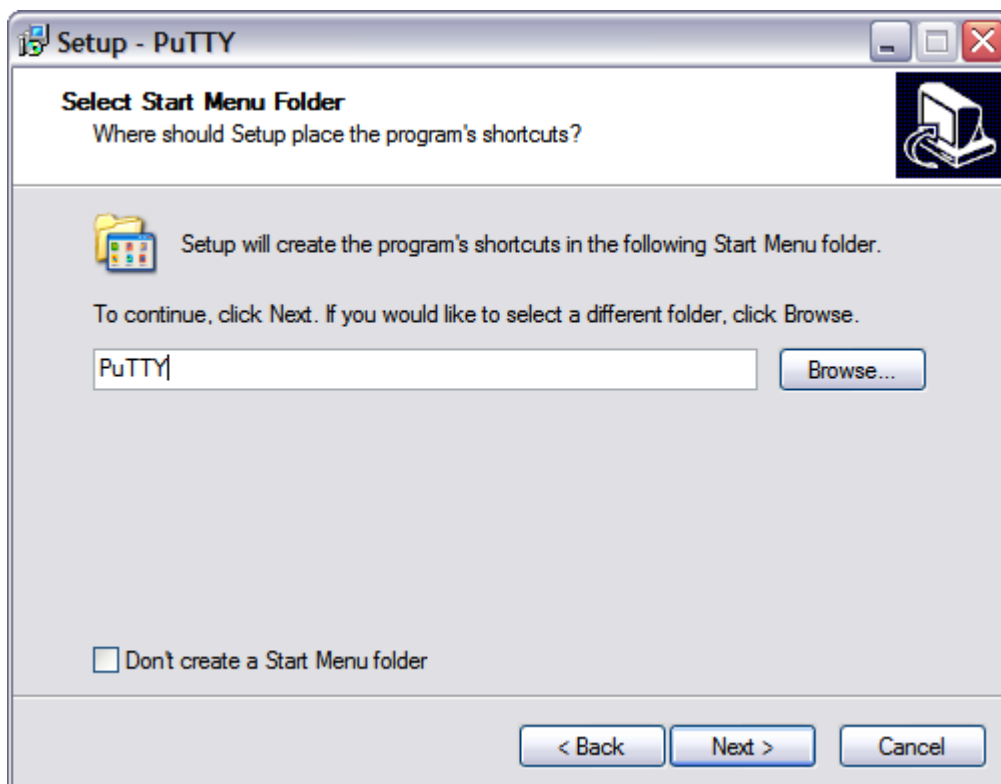 Setup - PuTTY
Select Start Menu Folder
Where should Setup place the program's shortcuts?
Setup will create the program's shortcuts in the following Start Menu folder.
To continue, click Next. If you would like to select a different folder, click Browse.
PuTTY
Browse...
Don't create a Start Menu folder
< Back
Next >
Cancel